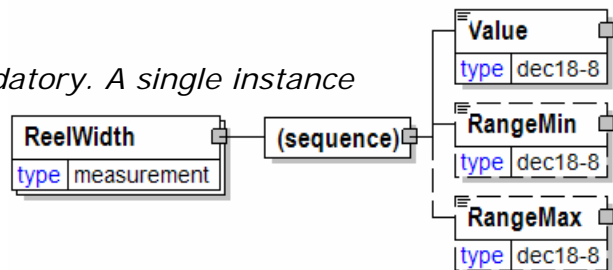 datory. A single instance
ReelWidth
type measurement
(sequence)
Value
type dec18-8
RangeMin
type dec18-8
RangeMax
type dec18-8